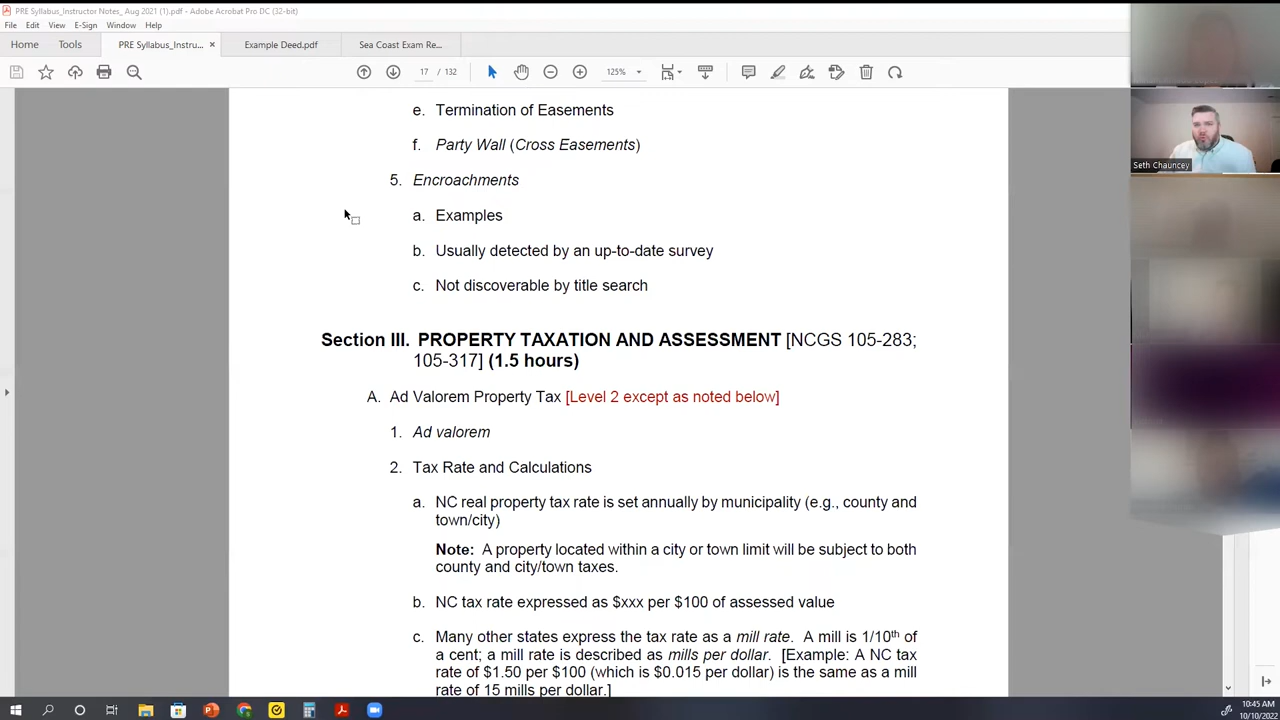 PRE Syllabus_Instructor Notes_ Aug 2021 (1).pdf - Adobe Acrobat Pro DC (32-bit)
File Edit View E-Sign Window Help
Home Tools PRE Syllabus_Instru... × Example Deed.pdf Sea Coast Exam Re...
17 / 132 125%
e. Termination of Easements
f. Party Wall (Cross Easements)
5. Encroachments
a. Examples
b. Usually detected by an up-to-date survey
c. Not discoverable by title search
Section III. PROPERTY TAXATION AND ASSESSMENT [NCGS 105-283;
105-317] (1.5 hours)
A. Ad Valorem Property Tax [Level 2 except as noted below]
1. Ad valorem
2. Tax Rate and Calculations
a. NC real property tax rate is set annually by municipality (e.g., county and
town/city)
Note: A property located within a city or town limit will be subject to both
county and city/town taxes.
b. NC tax rate expressed as $xxx per $100 of assessed value
c. Many other states express the tax rate as a mill rate. A mill is 1/10th of
a cent; a mill rate is described as mills per dollar. [Example: A NC tax
rate of $1.50 per $100 (which is $0.015 per dollar) is the same as a mill
rate of 15 mills per dollar.]
Seth Chauncey
10:45 AM
10/10/2022